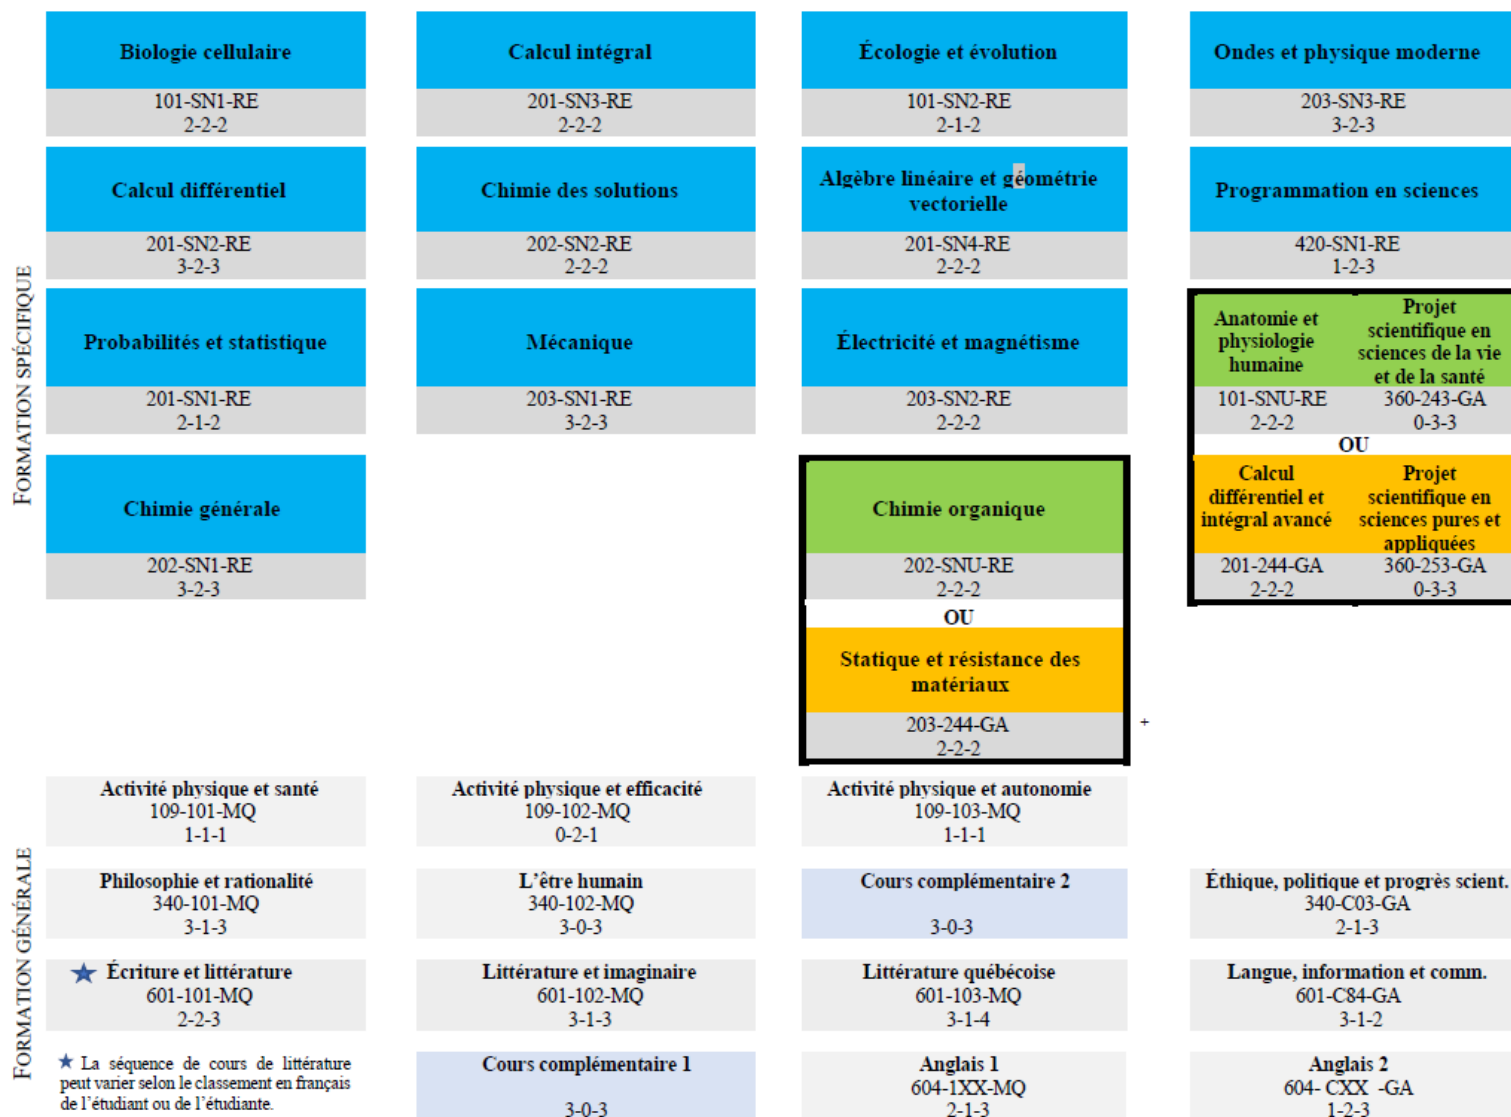 FORMATION SPÉCIFIQUE
Biologie cellulaire
101-SN1-RE
2-2-2
Calcul intégral
201-SN3-RE
2-2-2
Écologie et évolution
101-SN2-RE
2-1-2
Ondes et physique moderne
203-SN3-RE
3-2-3
Calcul différentiel
201-SN2-RE
3-2-3
Chimie des solutions
202-SN2-RE
2-2-2
Algèbre linéaire et géométrie
vectorielle
201-SN4-RE
2-2-2
Programmation en sciences
420-SN1-RE
1-2-3
Probabilités et statistique
201-SN1-RE
2-1-2
Mécanique
203-SN1-RE
3-2-3
Électricité et magnétisme
203-SN2-RE
2-2-2
Anatomie et
physiologie
humaine
101-SNU-RE
2-2-2
Projet
scientifique en
sciences de la vie
et de la santé
360-243-GA
0-3-3
OU
Calcul
différentiel et
intégral avancé
201-244-GA
2-2-2
Projet
scientifique en
sciences pures et
appliquées
360-253-GA
0-3-3
Chimie générale
202-SN1-RE
3-2-3
Chimie organique
202-SNU-RE
2-2-2
OU
Statique et résistance des
matériaux
203-244-GA
2-2-2
+
FORMATION GÉNÉRALE
Activité physique et santé
109-101-MQ
1-1-1
Activité physique et efficacité
109-102-MQ
0-2-1
Activité physique et autonomie
109-103-MQ
1-1-1
Philosophie et rationalité
340-101-MQ
3-1-3
L'être humain
340-102-MQ
3-0-3
Cours complémentaire 2
3-0-3
Éthique, politique et progrès scient.
340-C03-GA
2-1-3
★ Écriture et littérature
601-101-MQ
2-2-3
Littérature et imaginaire
601-102-MQ
3-1-3
Littérature québécoise
601-103-MQ
3-1-4
Langue, information et comm.
601-C84-GA
3-1-2
★ La séquence de cours de littérature
peut varier selon le classement en français
de l'étudiant ou de l'étudiante.
Cours complémentaire 1
3-0-3
Anglais 1
604-1XX-MQ
2-1-3
Anglais 2
604- CXX -GA
1-2-3